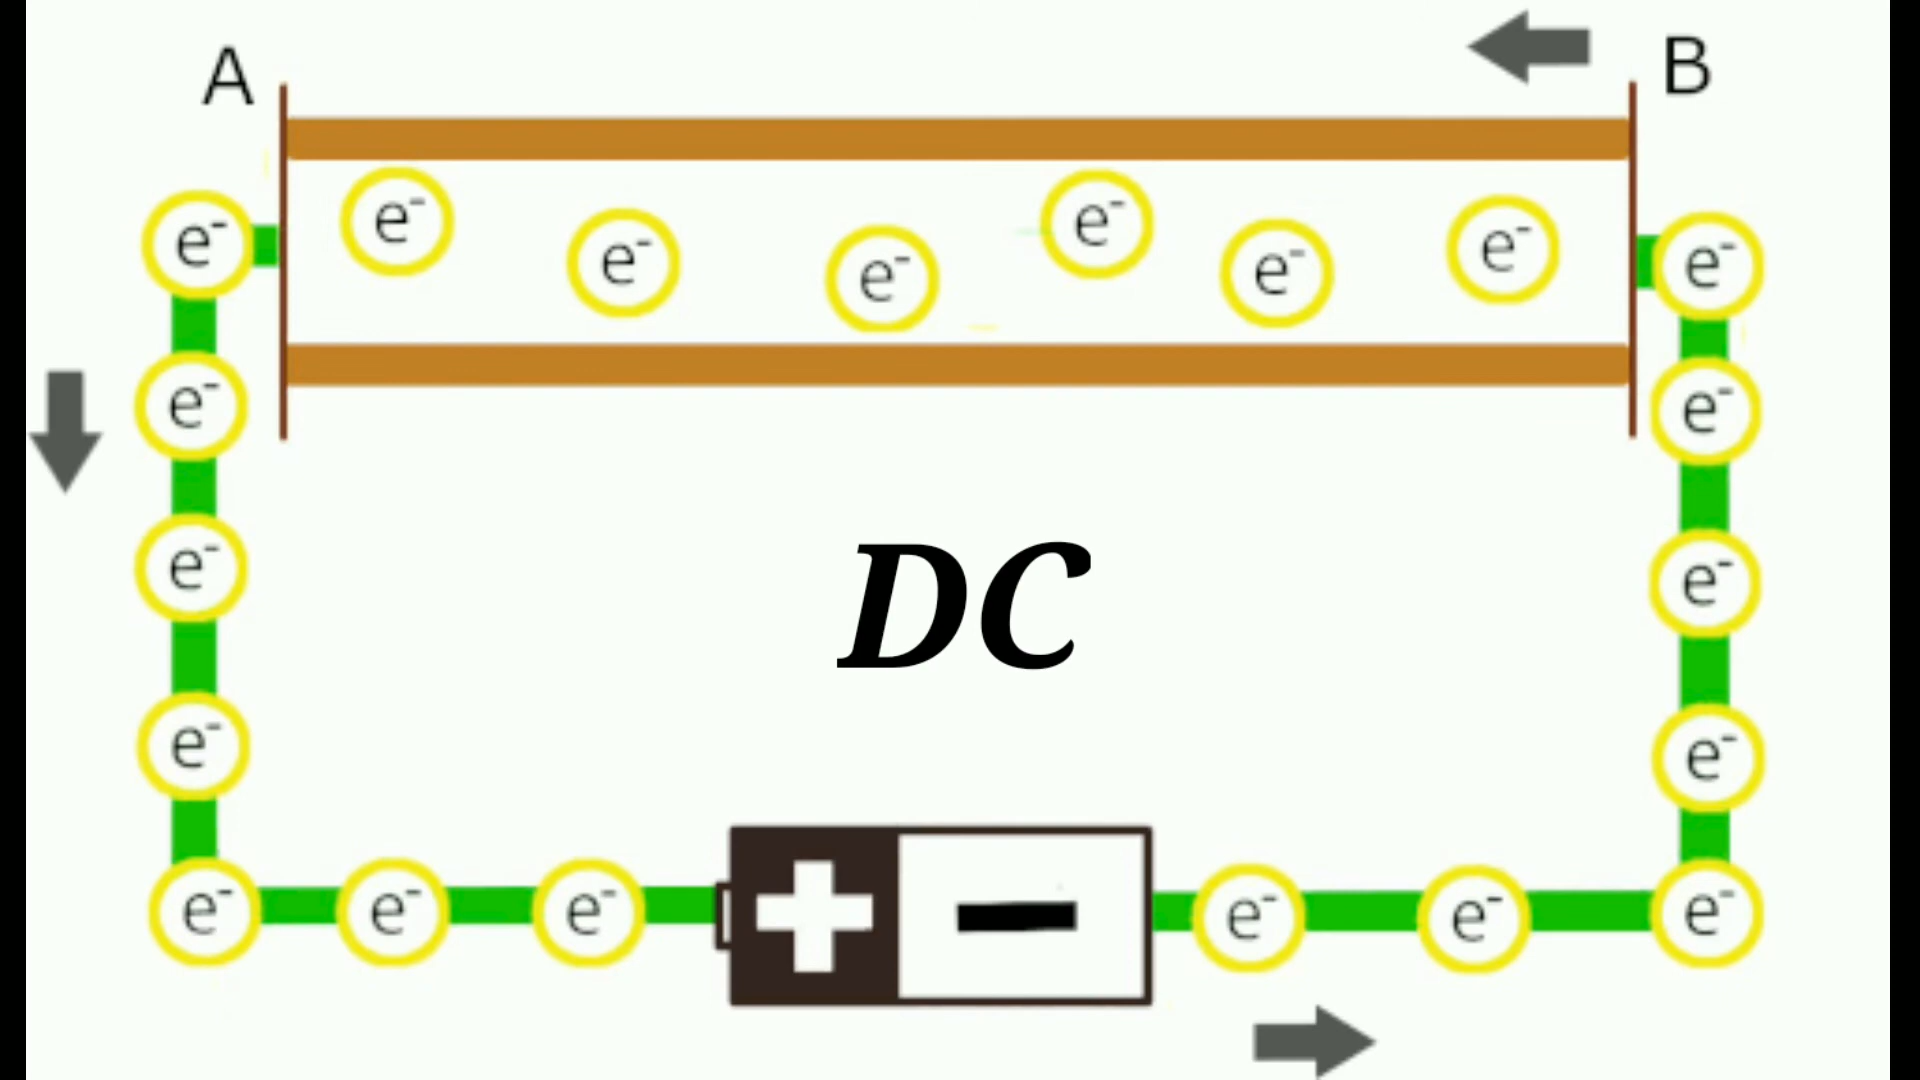 A
B
e⁻ e⁻ e⁻ e⁻ e⁻ e⁻ e⁻ e⁻
e⁻ e⁻
e⁻ e⁻
e⁻ e⁻
DC
e⁻ e⁻ e⁻ + − e⁻ e⁻ e⁻